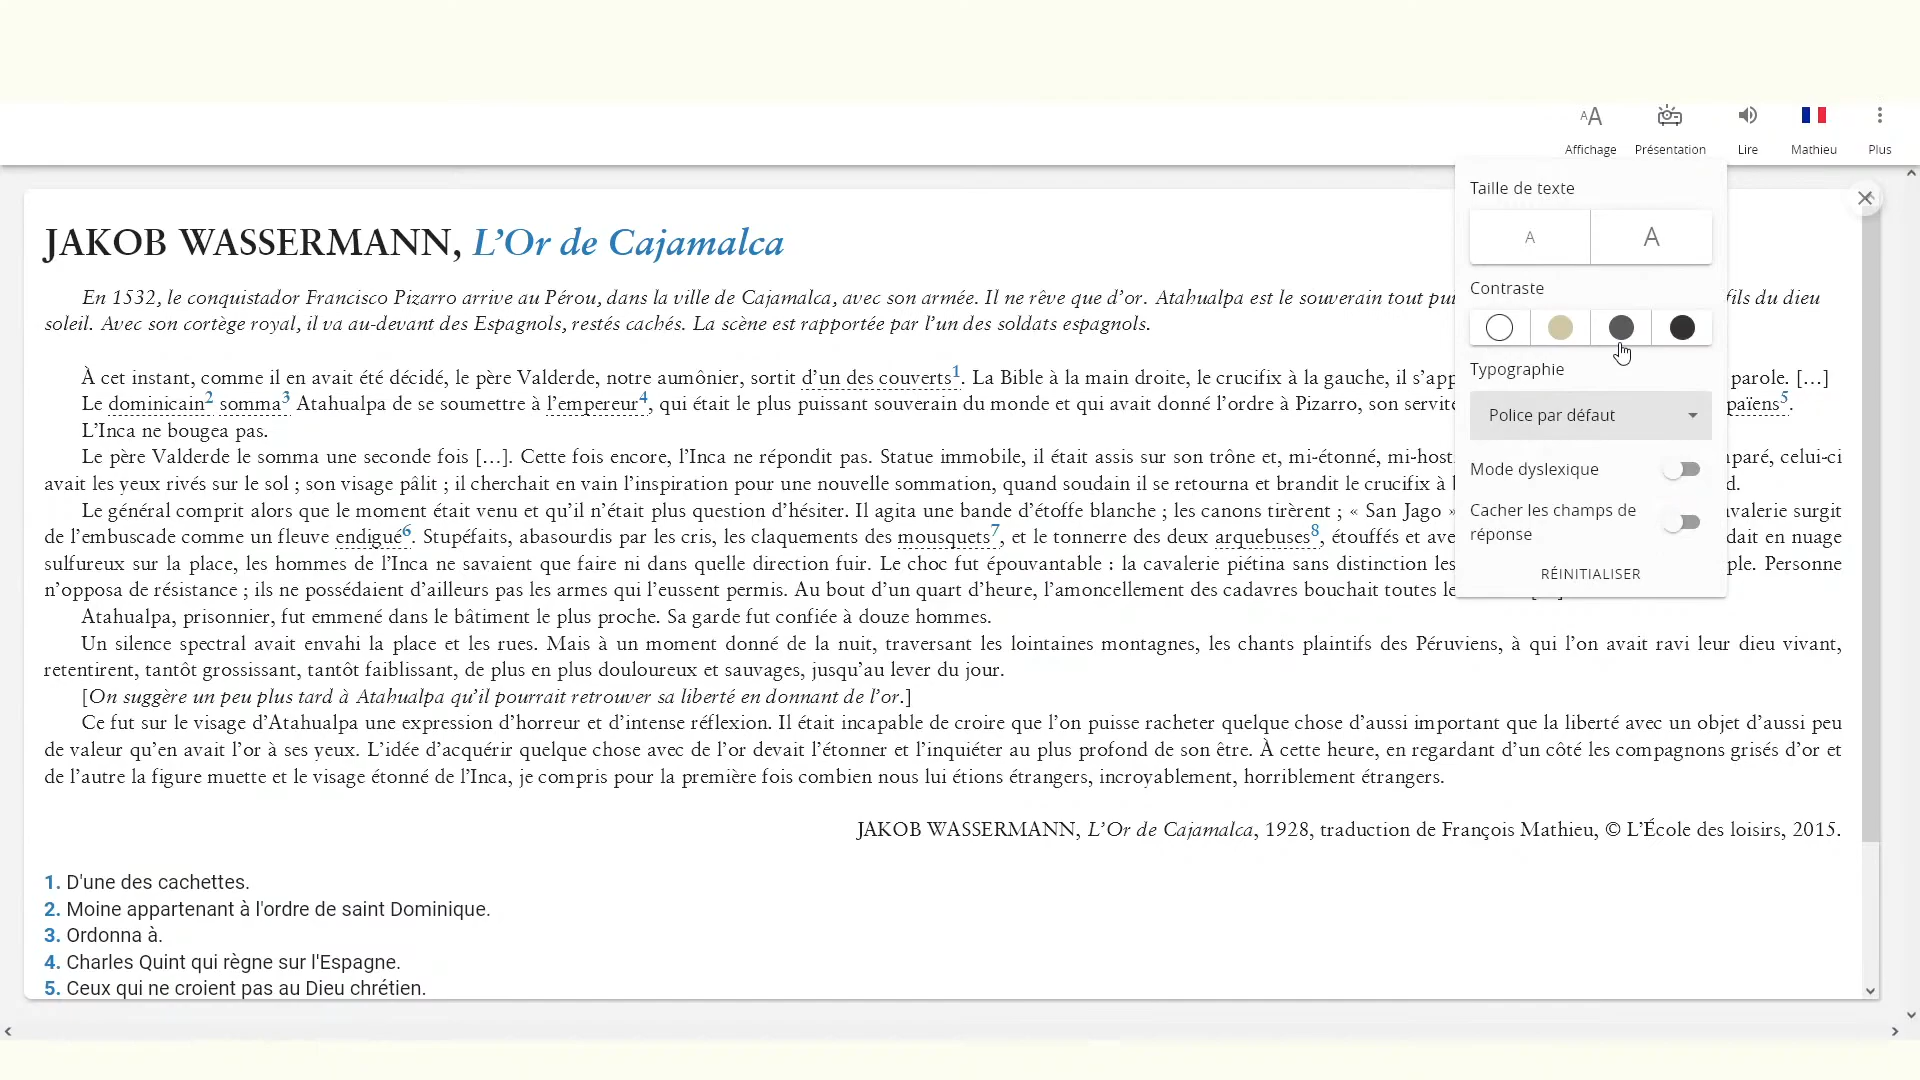 AA
Affichage
Présentation
Lire
Mathieu
Plus
JAKOB WASSERMANN, L’Or de Cajamalca
En 1532, le conquistador Francisco Pizarro arrive au Pérou, dans la ville de Cajamalca, avec son armée. Il ne rêve que d’or. Atahualpa est le souverain tout fils du dieu
soleil. Avec son cortège royal, il va au-devant des Espagnols, restés cachés. La scène est rapportée par l’un des soldats espagnols.
À cet instant, comme il en avait été décidé, le père Valderde, notre aumônier, sortit d’un des couverts1. La Bible à la main droite, le crucifix à la gauche, il parole. […]
Le dominicain2 somma3 Atahualpa de se soumettre à l’empereur4, qui était le plus puissant souverain du monde et qui avait donné l’ordre à Pizarro, son païens5.
L’Inca ne bougea pas.
Le père Valderde le somma une seconde fois […]. Cette fois encore, l’Inca ne répondit pas. Statue immobile, il était assis sur son trône et, celui-ci
avait les yeux rivés sur le sol ; son visage pâlit ; il cherchait en vain l’inspiration pour une nouvelle sommation, quand soudain il se retourna et brandit le crucifix à
Le général comprit alors que le moment était venu et qu’il n’était plus question d’hésiter. Il agita une bande d’étoffe blanche ; les canons tirèrent ; « San Jago » surgit
de l’embuscade comme un fleuve endigué6. Stupéfaits, abasourdis par les cris, les claquements des mousquets7, et le tonnerre des deux arquebuses8, étouffés et en nuage
sulfureux sur la place, les hommes de l’Inca ne savaient que faire ni dans quelle direction fuir. Le choc fut épouvantable : la cavalerie piétina sans distinction Personne
n’opposa de résistance ; ils ne possédaient d’ailleurs pas les armes qui l’eussent permis. Au bout d’un quart d’heure, l’amoncellement des cadavres bouchait toutes
Atahualpa, prisonnier, fut emmené dans le bâtiment le plus proche. Sa garde fut confiée à douze hommes.
Un silence spectral avait envahi la place et les rues. Mais à un moment donné de la nuit, traversant les lointaines montagnes, les chants plaintifs des Péruviens, à qui l’on avait ravi leur dieu vivant,
retentirent, tantôt grossissant, tantôt faiblissant, de plus en plus douloureux et sauvages, jusqu’au lever du jour.
[On suggère un peu plus tard à Atahualpa qu’il pourrait retrouver sa liberté en donnant de l’or.]
Ce fut sur le visage d’Atahualpa une expression d’horreur et d’intense réflexion. Il était incapable de croire que l’on puisse racheter quelque chose d’aussi important que la liberté avec un objet d’aussi peu
de valeur qu’en avait l’or à ses yeux. L’idée d’acquérir quelque chose avec de l’or devait l’étonner et l’inquiéter au plus profond de son être. À cette heure, en regardant d’un côté les compagnons grisés d’or et
de l’autre la figure muette et le visage étonné de l’Inca, je compris pour la première fois combien nous lui étions étrangers, incroyablement, horriblement étrangers.
JAKOB WASSERMANN, L’Or de Cajamalca, 1928, traduction de François Mathieu, © L’École des loisirs, 2015.
1. D'une des cachettes.
2. Moine appartenant à l'ordre de saint Dominique.
3. Ordonna à.
4. Charles Quint qui règne sur l'Espagne.
5. Ceux qui ne croient pas au Dieu chrétien.
Taille de texte
A
A
Contraste
Typographie
Police par défaut
Mode dyslexique
Cacher les champs de
réponse
RÉINITIALISER